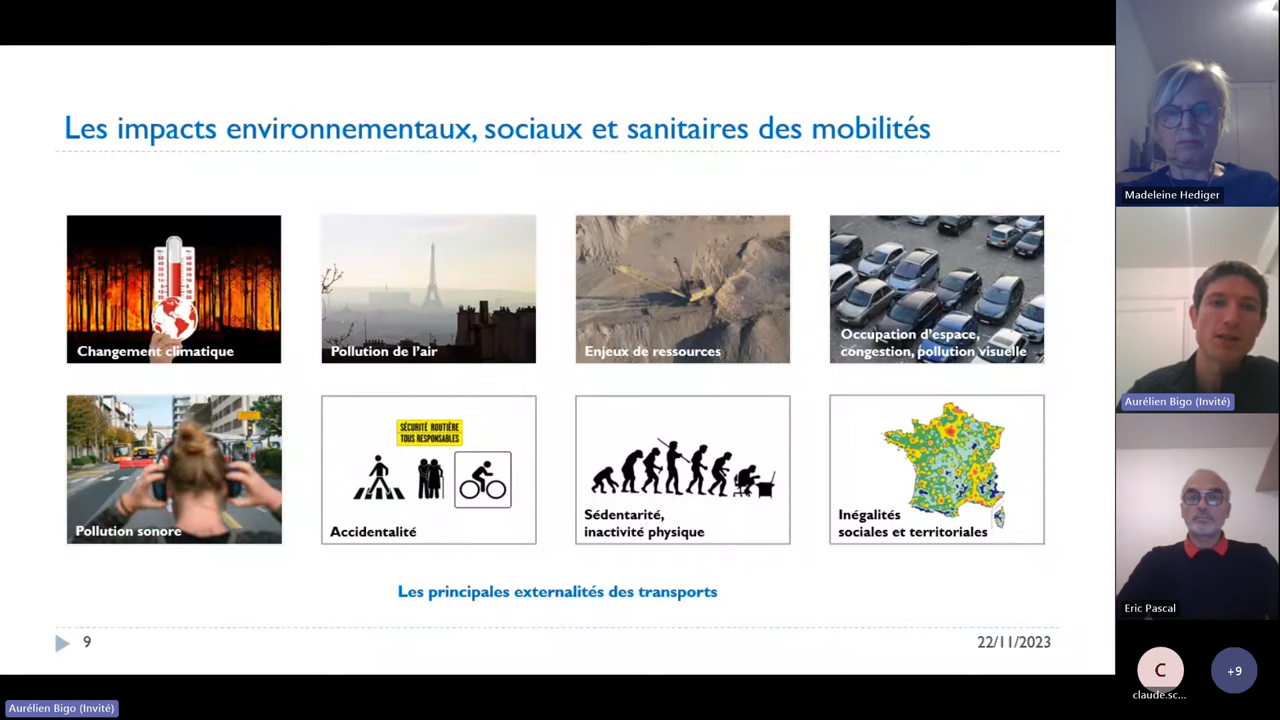 Les impacts environnementaux, sociaux et sanitaires des mobilités
Changement climatique
Pollution de l'air
Enjeux de ressources
Occupation d'espace,
congestion, pollution visuelle
Pollution sonore
SÉCURITÉ ROUTIÈRE
TOUS RESPONSABLES
Accidentalité
Sédentarité,
inactivité physique
Inégalités
sociales et territoriales
Les principales externalités des transports
9
22/11/2023
Madeleine Hediger
Aurélien Bigo (Invité)
Eric Pascal
C
claude.sc...
+9
Aurélien Bigo (Invité)